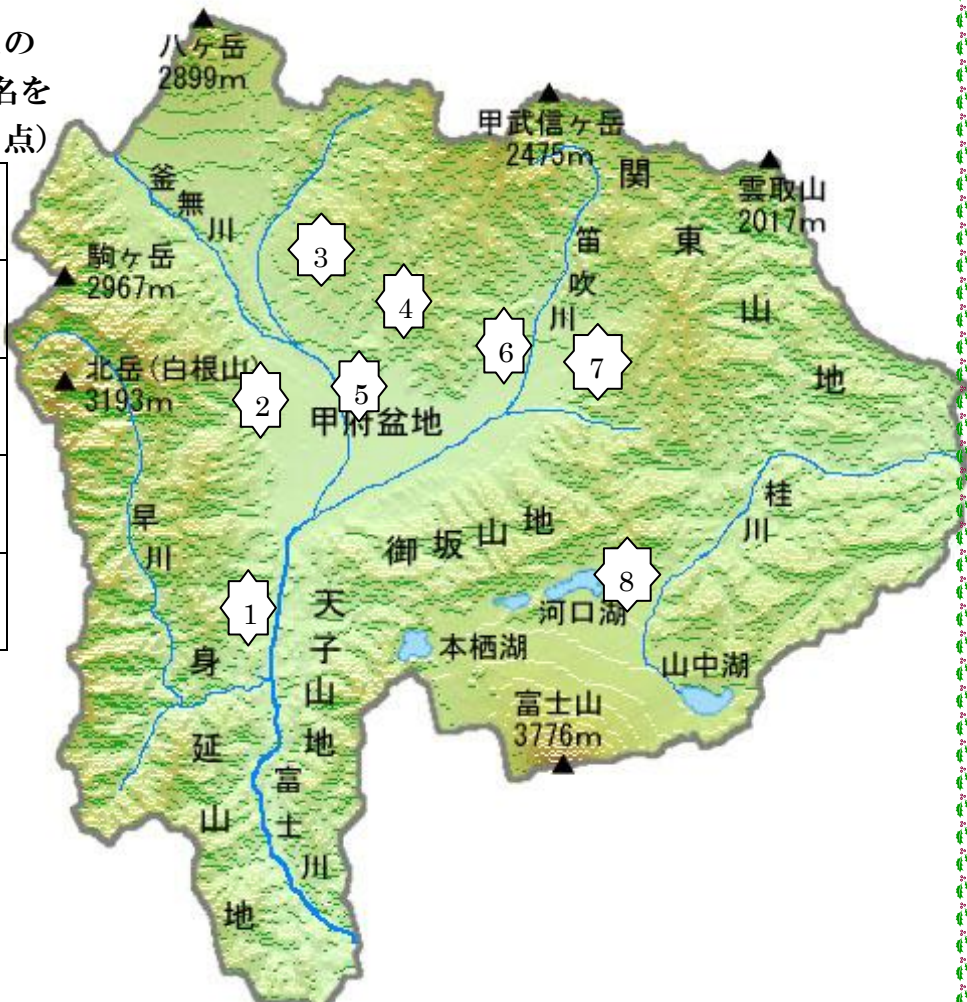 の
名を
点)
八ヶ岳
2899m
甲武信ヶ岳
2475m
関東山地
雲取山
2017m
釜無川
笛吹川
駒ヶ岳
2967m
北岳(白根山)
3193m
3
4
6
7
5
2
甲府盆地
早川
桂川
御坂山地
8
1
天子山地
河口湖
本栖湖
山中湖
身延山地
富士山
3776m
富士川